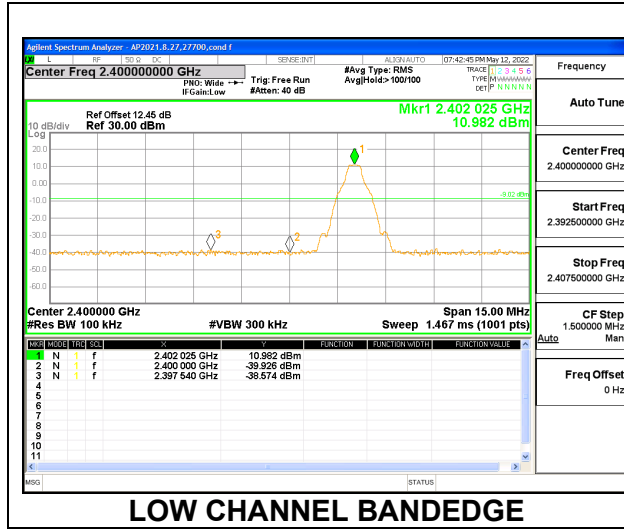 Agilent Spectrum Analyzer - AP2021.8.27,27700,cond f
L RF 50 Ω DC SENSE:INT ALIGN AUTO 07:42:45 PM May 12, 2022
Center Freq 2.400000000 GHz #Avg Type: RMS TRACE 1 2 3 4 5 6
PNO: Wide Trig: Free Run Avg|Hold:> 100/100 TYPE M
IFGain:Low #Atten: 40 dB DET P N N N N N
Mkr1 2.402 025 GHz
Ref Offset 12.45 dB
10 dB/div Ref 30.00 dBm 10.982 dBm
Log
20.0
10.0
0.00
-10.0
-20.0
-30.0
-40.0
-50.0
-60.0
1
2
3
Center 2.400000 GHz Span 15.00 MHz
#Res BW 100 kHz #VBW 300 kHz Sweep 1.467 ms (1001 pts)
MKR MODE TRC SCL X Y FUNCTION FUNCTION WIDTH FUNCTION VALUE
1 N 1 f 2.402 025 GHz 10.982 dBm
2 N 1 f 2.400 000 GHz -39.926 dBm
3 N 1 f 2.397 540 GHz -38.574 dBm
4
5
6
7
8
9
10
11
MSG STATUS
Frequency
Auto Tune
Center Freq
2.400000000 GHz
Start Freq
2.392500000 GHz
Stop Freq
2.407500000 GHz
CF Step
1.500000 MHz
Auto Man
Freq Offset
0 Hz
LOW CHANNEL BANDEDGE